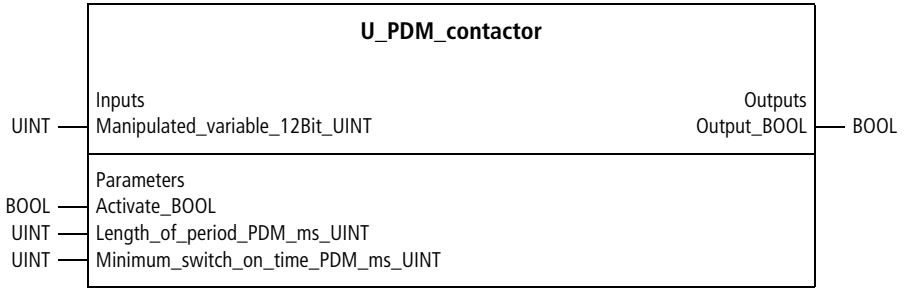 U_PDM_contactor
Inputs Outputs
UINT Manipulated_variable_12Bit_UINT Output_BOOL BOOL
Parameters
BOOL Activate_BOOL
UINT Length_of_period_PDM_ms_UINT
UINT Minimum_switch_on_time_PDM_ms_UINT